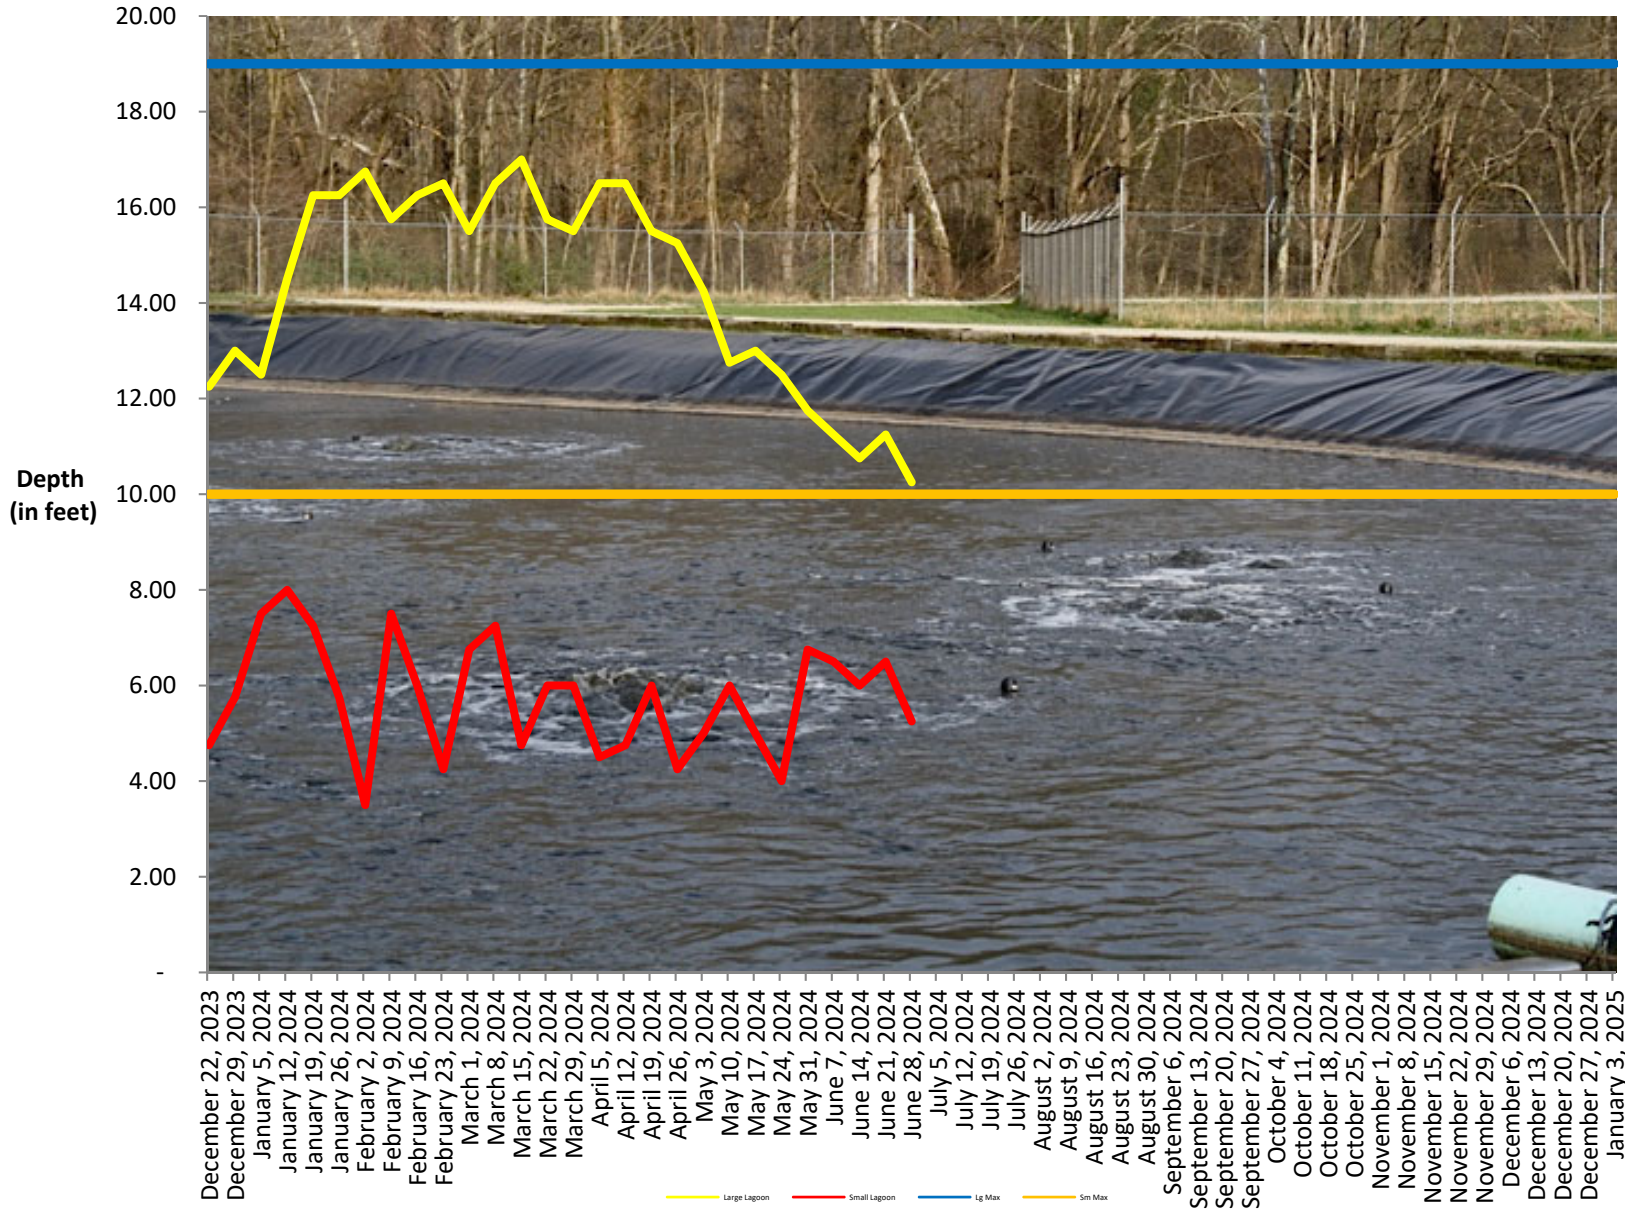 20.00
18.00
16.00
14.00
12.00
10.00
8.00
6.00
4.00
2.00
-
Depth
(in feet)
December 22, 2023
December 29, 2023
January 5, 2024
January 12, 2024
January 19, 2024
January 26, 2024
February 2, 2024
February 9, 2024
February 16, 2024
February 23, 2024
March 1, 2024
March 8, 2024
March 15, 2024
March 22, 2024
March 29, 2024
April 5, 2024
April 12, 2024
April 19, 2024
April 26, 2024
May 3, 2024
May 10, 2024
May 17, 2024
May 24, 2024
May 31, 2024
June 7, 2024
June 14, 2024
June 21, 2024
June 28, 2024
July 5, 2024
July 12, 2024
July 19, 2024
July 26, 2024
August 2, 2024
August 9, 2024
August 16, 2024
August 23, 2024
August 30, 2024
September 6, 2024
September 13, 2024
September 20, 2024
September 27, 2024
October 4, 2024
October 11, 2024
October 18, 2024
October 25, 2024
November 1, 2024
November 8, 2024
November 15, 2024
November 22, 2024
November 29, 2024
December 6, 2024
December 13, 2024
December 20, 2024
December 27, 2024
January 3, 2025
Large Lagoon
Small Lagoon
Lg Max
Sm Max